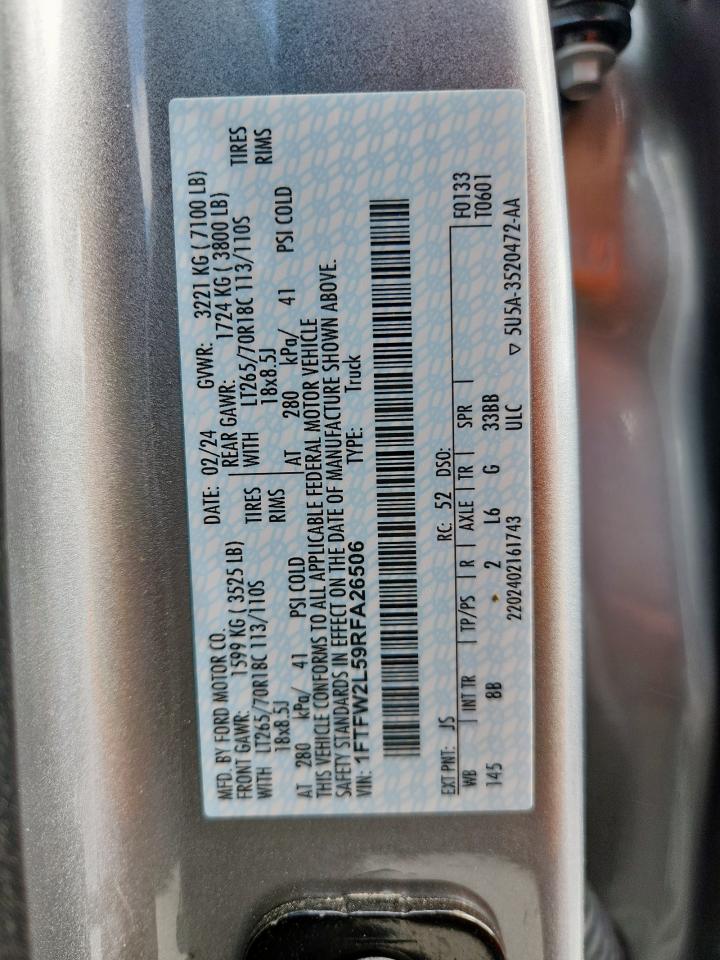 MFD. BY FORD MOTOR CO.
DATE: 02/24 GVWR: 3221 KG ( 7100 LB)
FRONT GAWR: 1599 KG ( 3525 LB) REAR GAWR: 1724 KG ( 3800 LB)
WITH LT265/70R18C 113/110S TIRES WITH LT265/70R18C 113/110S TIRES
18x8.5J RIMS 18x8.5J RIMS
AT 280 kPa/ 41 PSI COLD AT 280 kPa/ 41 PSI COLD
THIS VEHICLE CONFORMS TO ALL APPLICABLE FEDERAL MOTOR VEHICLE
SAFETY STANDARDS IN EFFECT ON THE DATE OF MANUFACTURE SHOWN ABOVE.
VIN: 1FTFW2L59RFA26506 TYPE: Truck
EXT PNT: JS RC: 52 DSO: F0133
WB INT TR TP/PS R AXLE TR SPR T0601
145 8B 2 L6 G 33BB
2202402161743 ULC ▽ 5U5A-3520472-AA